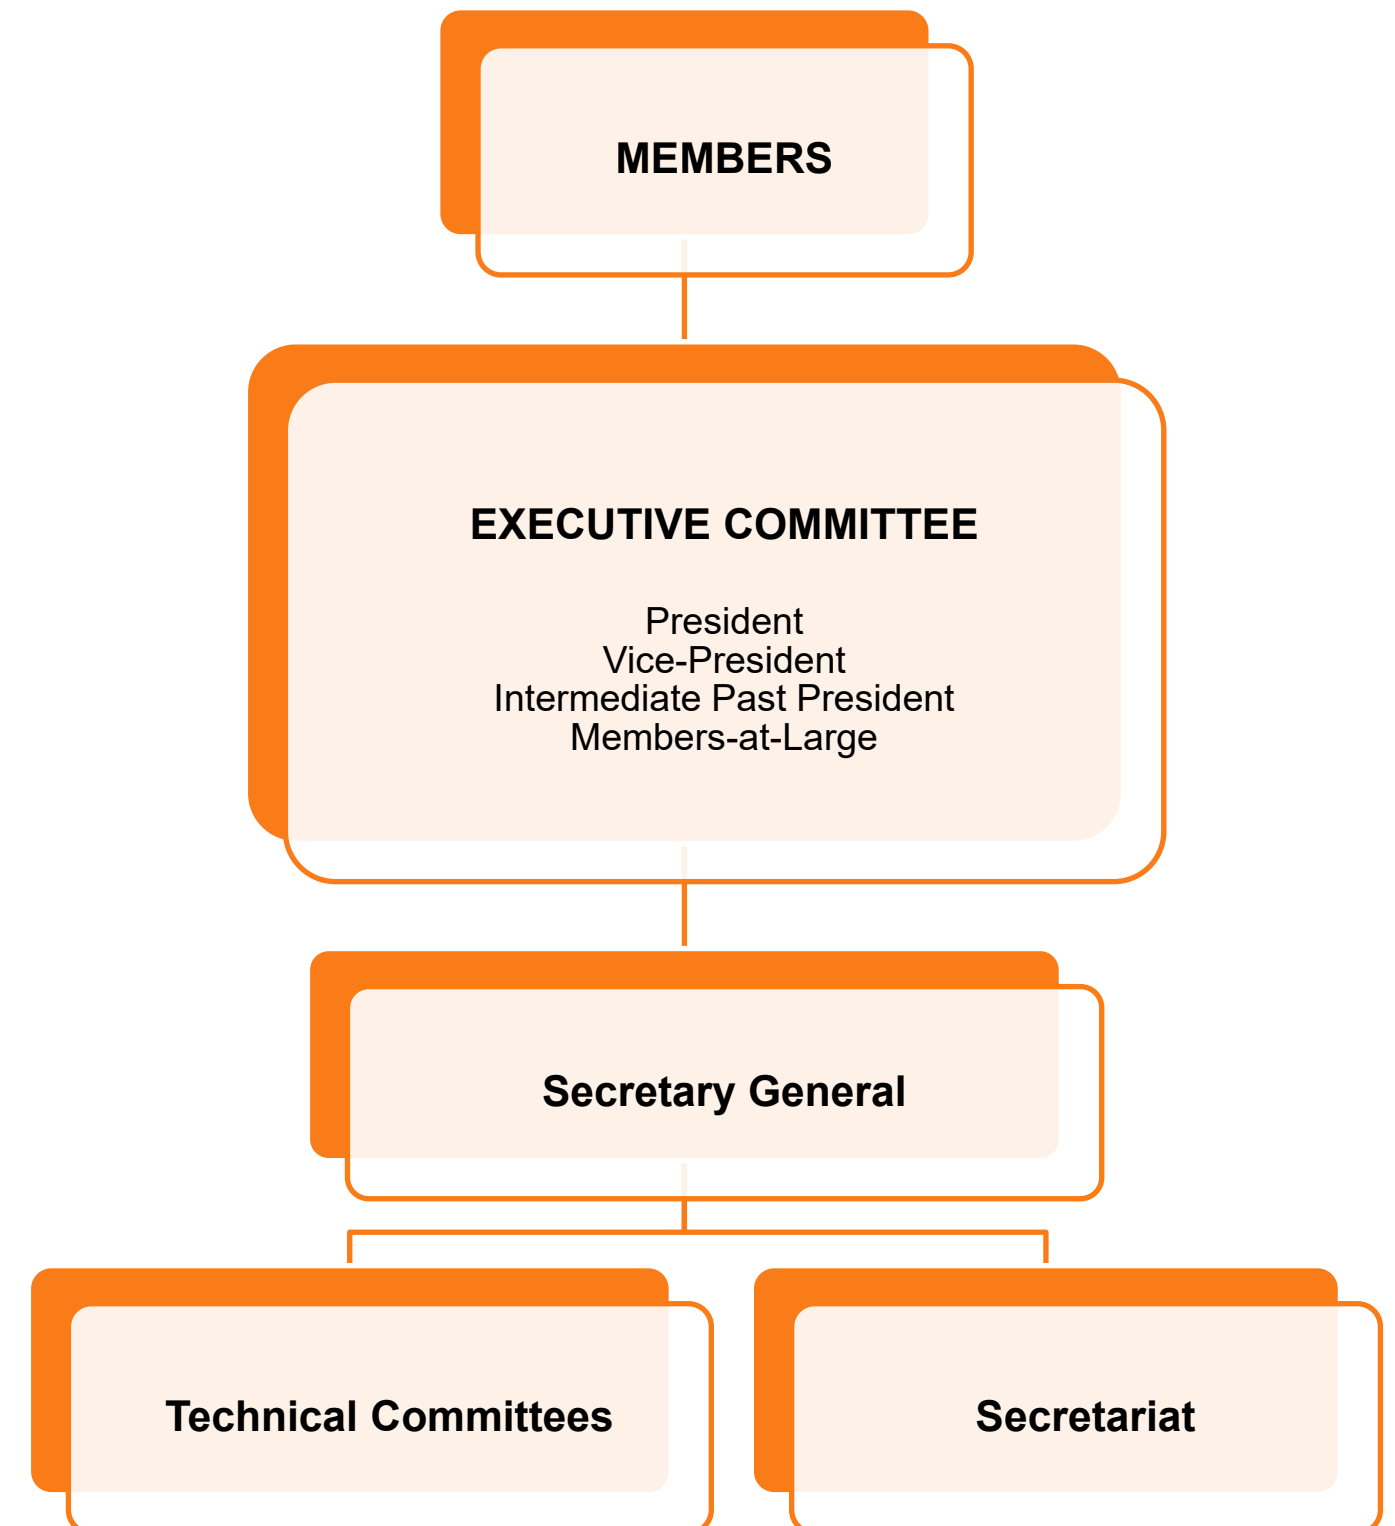 MEMBERS
EXECUTIVE COMMITTEE
President
Vice-President
Intermediate Past President
Members-at-Large
Secretary General
Technical Committees
Secretariat